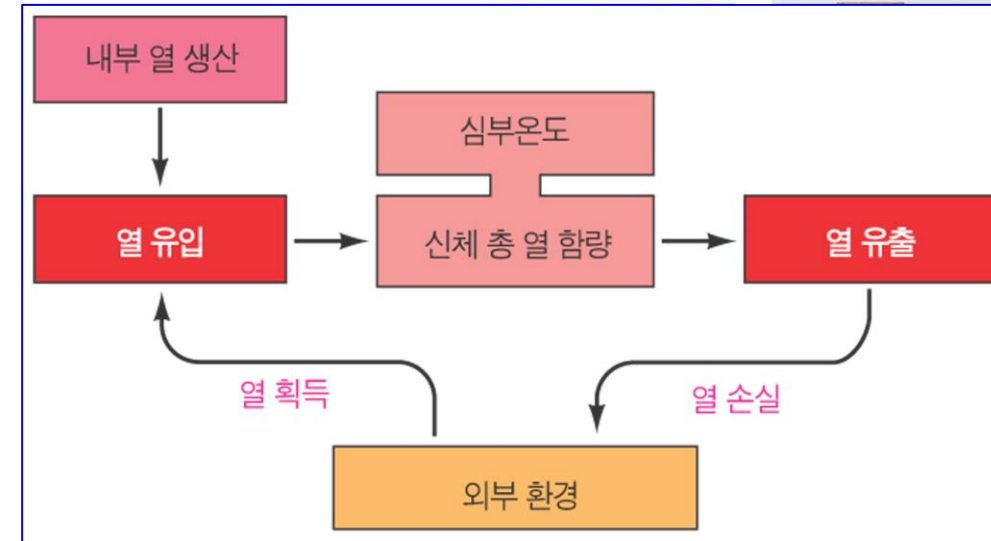 내부 열 생산
심부온도
열 유입
신체 총 열 함량
열 유출
열 획득
열 손실
외부 환경